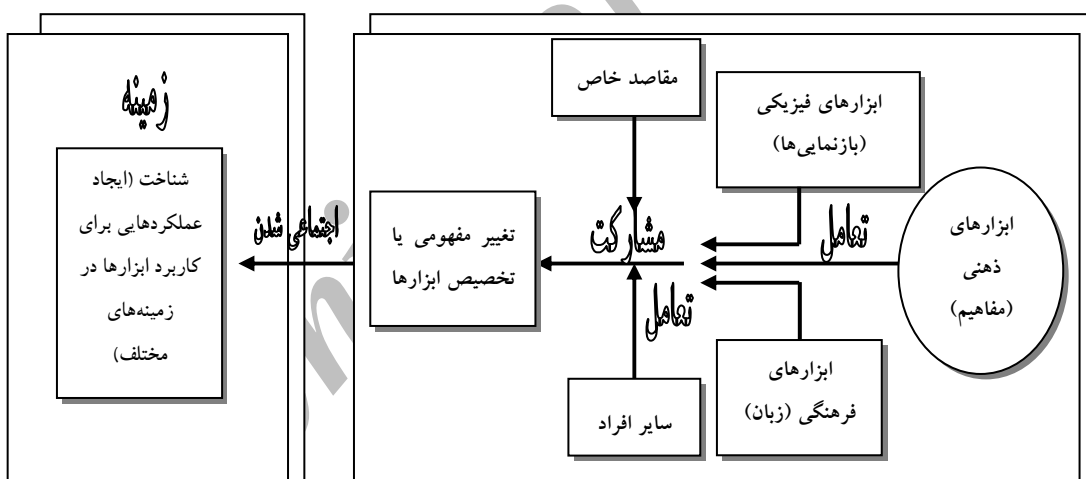 مقاصد خاص
ابزارهای فیزیکی
(بازنمایی‌ها)
ابزارهای
ذهنی
(مفاهیم)
تعامل
مشارکت
تعامل
ابزارهای
فرهنگی (زبان)
سایر افراد
تغییر مفهومی یا
تخصیص ابزارها
اجتماعی شدن
زمینه
شناخت (ایجاد
عملکردهایی برای
کاربرد ابزارها در
زمینه‌های
مختلف)